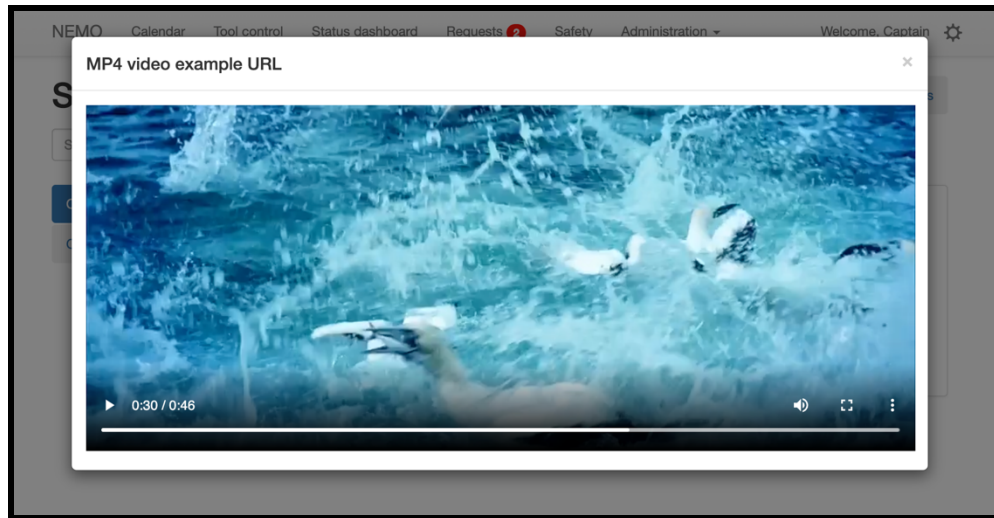 NEMO Calendar Tool control Status dashboard Requests 2 Safety Administration Welcome, Captain
MP4 video example URL
×
S
s
S
C
C
0:30 / 0:46